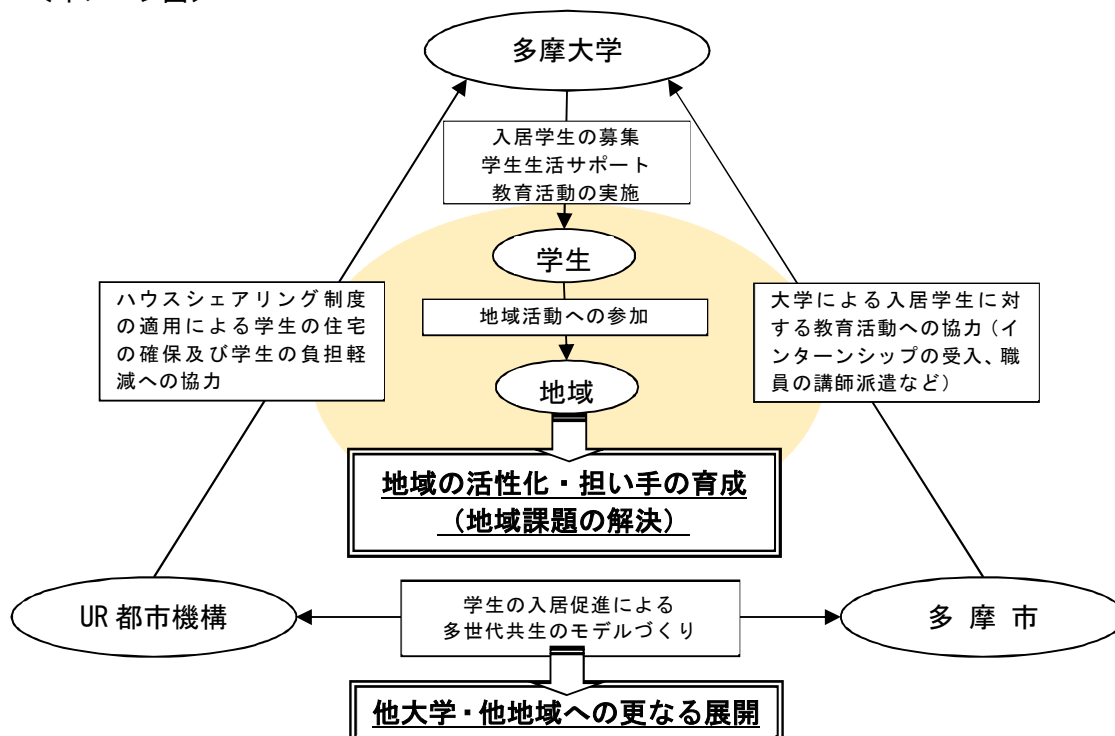 多摩大学
入居学生の募集
学生生活サポート
教育活動の実施
学生
ハウスシェアリング制度
の適用による学生の住宅
の確保及び学生の負担軽
減への協力
地域活動への参加
大学による入居学生に対
する教育活動への協力（イ
ンターンシップの受入、職
員の講師派遣など）
地域
地域の活性化・担い手の育成
（地域課題の解決）
UR都市機構
学生の入居促進による
多世代共生のモデルづくり
多摩市
他大学・他地域への更なる展開